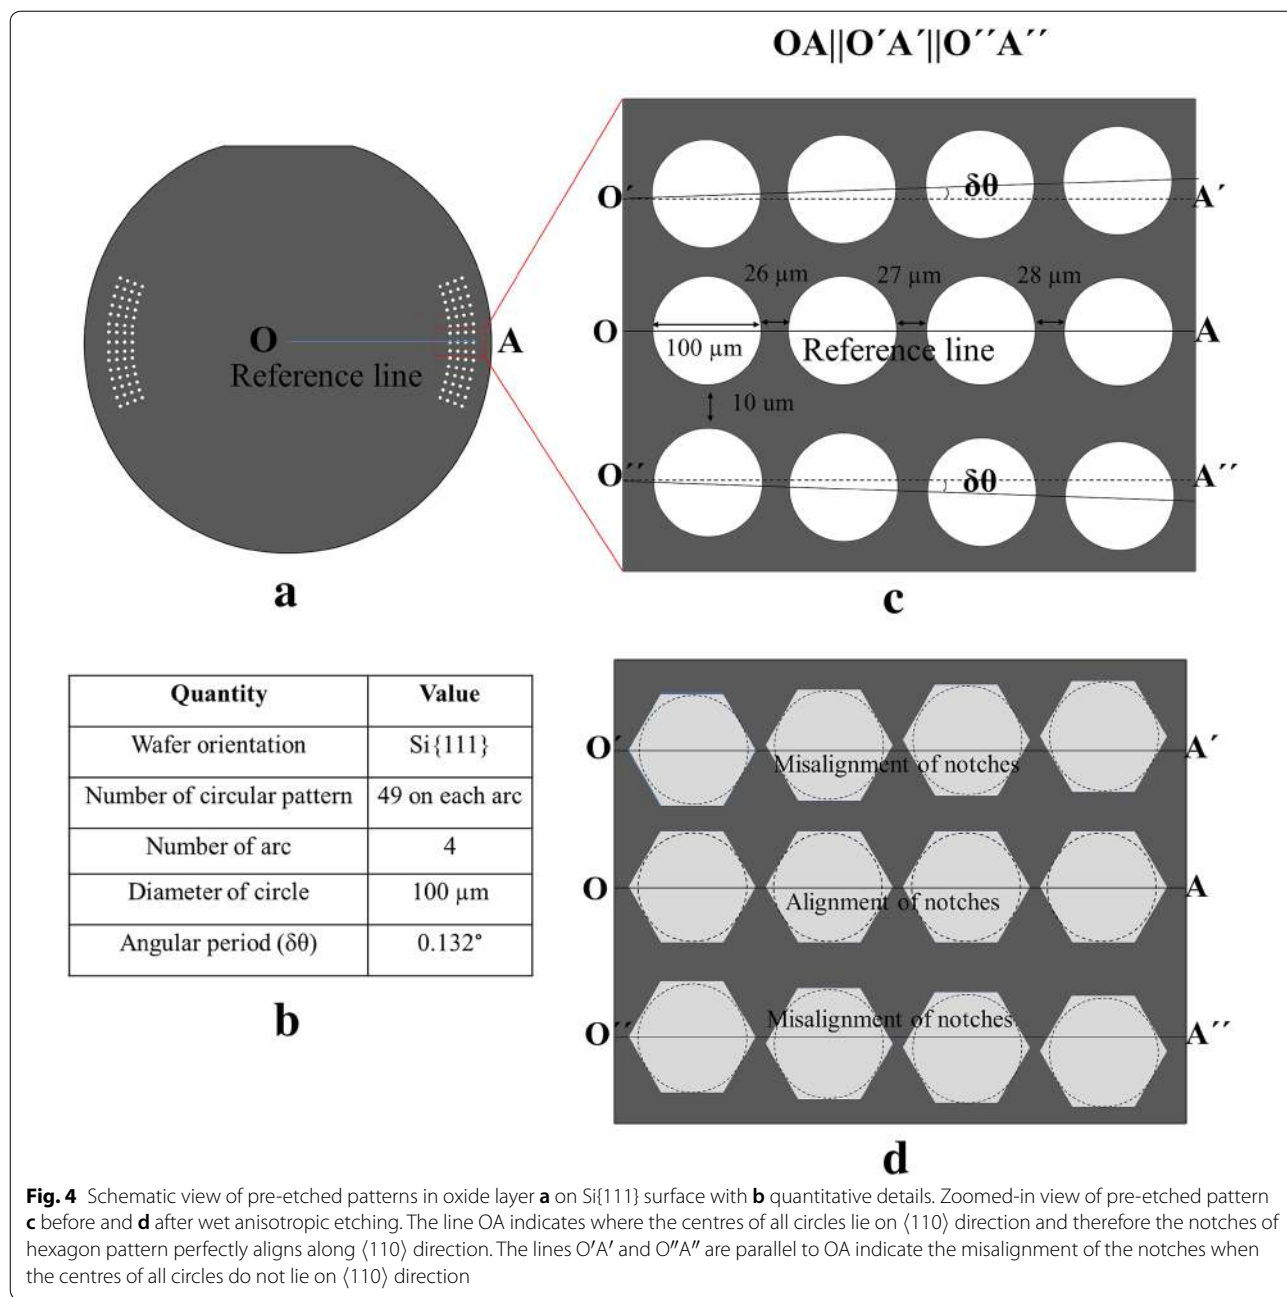 OA||O´A´||O´´A´´
O
A
Reference line
a
O´
δθ
A´
26 µm
27 µm
28 µm
O
A
100 µm
Reference line
10 um
O´´
δθ
A´´
c
Quantity Value
Wafer orientation Si{111}
Number of circular pattern 49 on each arc
Number of arc 4
Diameter of circle 100 µm
Angular period (δθ) 0.132°
b
O´
A´
Misalignment of notches
O
A
Alignment of notches
Misalignment of notches
O´´
A´´
d
Fig. 4 Schematic view of pre-etched patterns in oxide layer a on Si{111} surface with b quantitative details. Zoomed-in view of pre-etched pattern
c before and d after wet anisotropic etching. The line OA indicates where the centres of all circles lie on ⟨110⟩ direction and therefore the notches of
hexagon pattern perfectly aligns along ⟨110⟩ direction. The lines O′A′ and O″A″ are parallel to OA indicate the misalignment of the notches when
the centres of all circles do not lie on ⟨110⟩ direction